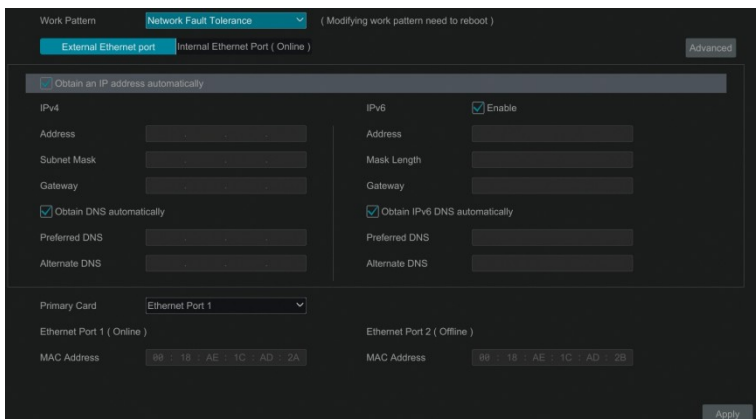 Work Pattern Network Fault Tolerance ( Modifying work pattern need to reboot )
External Ethernet port Internal Ethernet Port ( Online ) Advanced
Obtain an IP address automatically
IPv4 IPv6 Enable
Address Address
Subnet Mask Mask Length
Gateway Gateway
Obtain DNS automatically Obtain IPv6 DNS automatically
Preferred DNS Preferred DNS
Alternate DNS Alternate DNS
Primary Card Ethernet Port 1
Ethernet Port 1 ( Online ) Ethernet Port 2 ( Offline )
MAC Address 00 : 18 : AE : 1C : AD : 2A MAC Address 00 : 18 : AE : 1C : AD : 2B
Apply